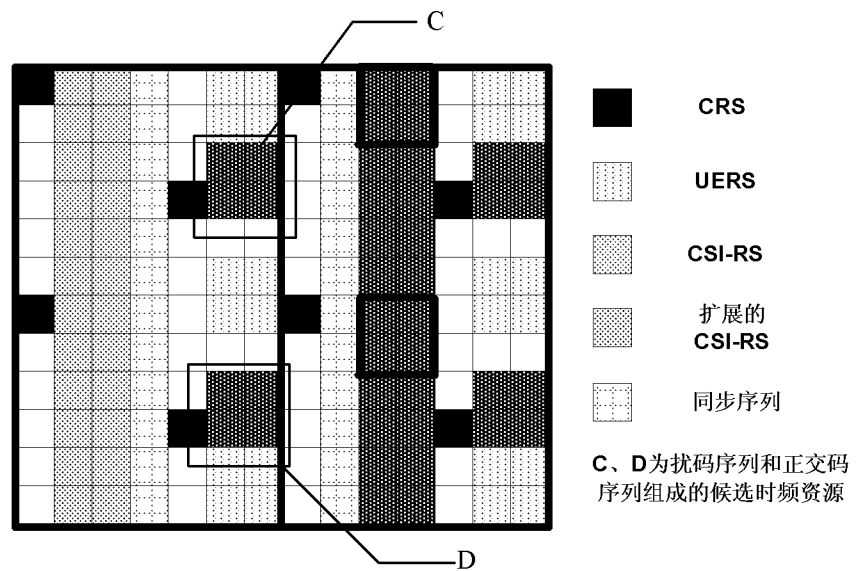 C
CRS
UERS
CSI-RS
扩展的
CSI-RS
同步序列
C、D为扰码序列和正交码
序列组成的候选时频资源
D